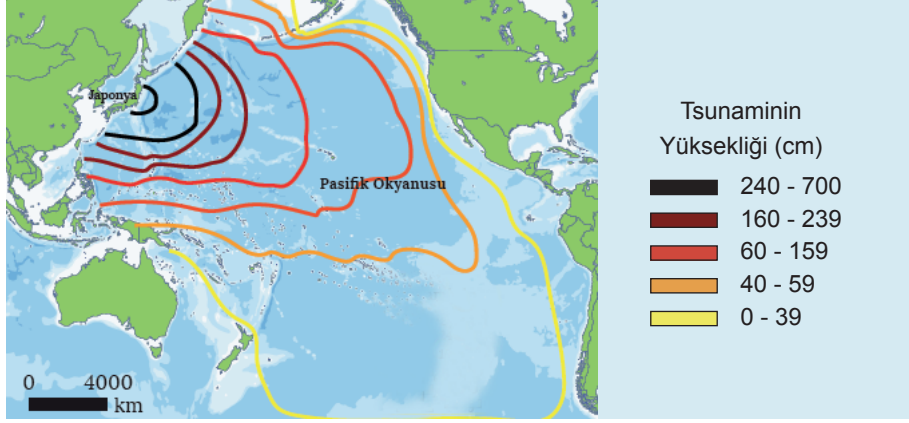 Japonya
Pasifik Okyanusu
0 4000
km
Tsunaminin
Yüksekliği (cm)
240 - 700
160 - 239
60 - 159
40 - 59
0 - 39